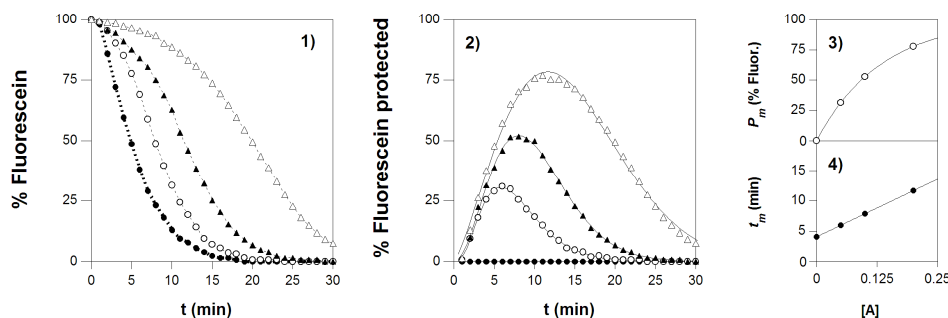 1)
% Fluorescein
100
75
50
25
0
0 5 10 15 20 25 30
t (min)
2)
% Fluorescein protected
100
75
50
25
0
0 5 10 15 20 25 30
t (min)
3)
P_m (% Fluor.)
100
75
50
25
0
4)
t_m (min)
15
10
5
0
0 0.125 0.25
[A]